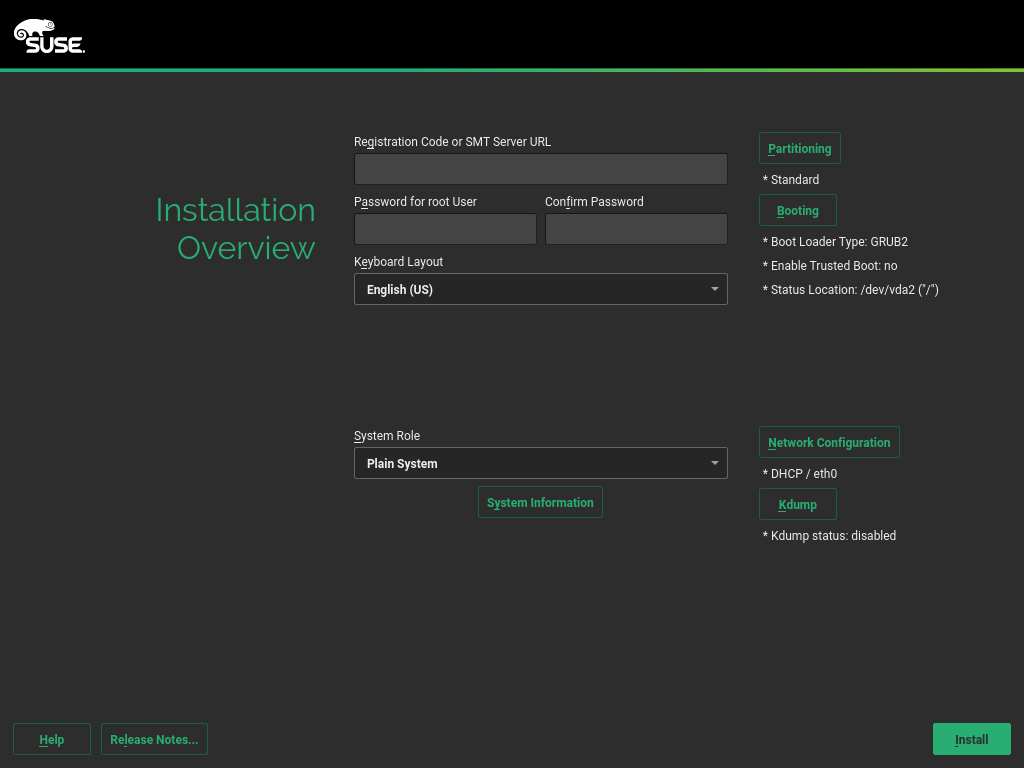 SUSE.
Installation
Overview
Registration Code or SMT Server URL
Password for root User
Confirm Password
Keyboard Layout
English (US)
System Role
Plain System
System Information
Partitioning
* Standard
Booting
* Boot Loader Type: GRUB2
* Enable Trusted Boot: no
* Status Location: /dev/vda2 ("/")
Network Configuration
* DHCP / eth0
Kdump
* Kdump status: disabled
Help
Release Notes...
Install